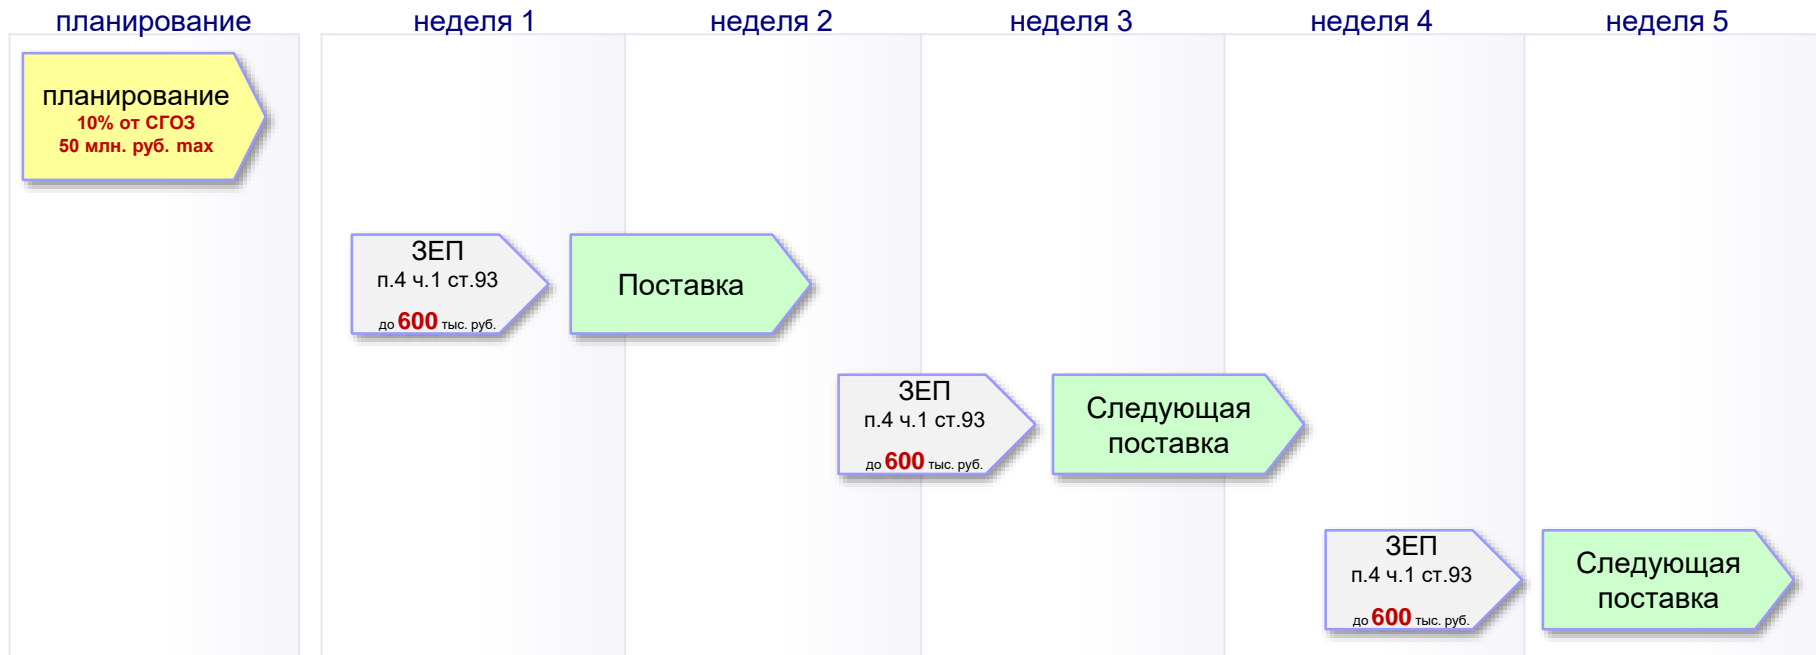 планирование
неделя 1
неделя 2
неделя 3
неделя 4
неделя 5
планирование
10% от СГОЗ
50 млн. руб. max
ЗЕП
п.4 ч.1 ст.93
до 600 тыс. руб.
Поставка
ЗЕП
п.4 ч.1 ст.93
до 600 тыс. руб.
Следующая
поставка
ЗЕП
п.4 ч.1 ст.93
до 600 тыс. руб.
Следующая
поставка